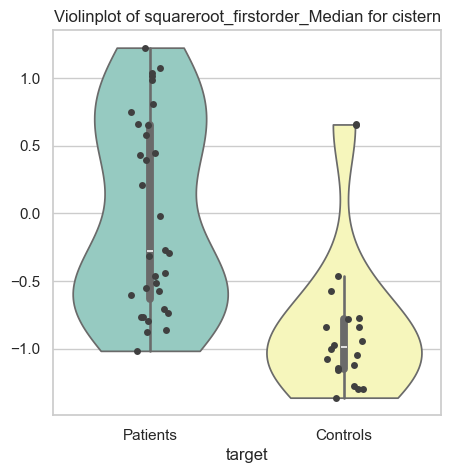 Violinplot of squareroot_firstorder_Median for cistern
1.0
0.5
0.0
−0.5
−1.0
Patients Controls
target